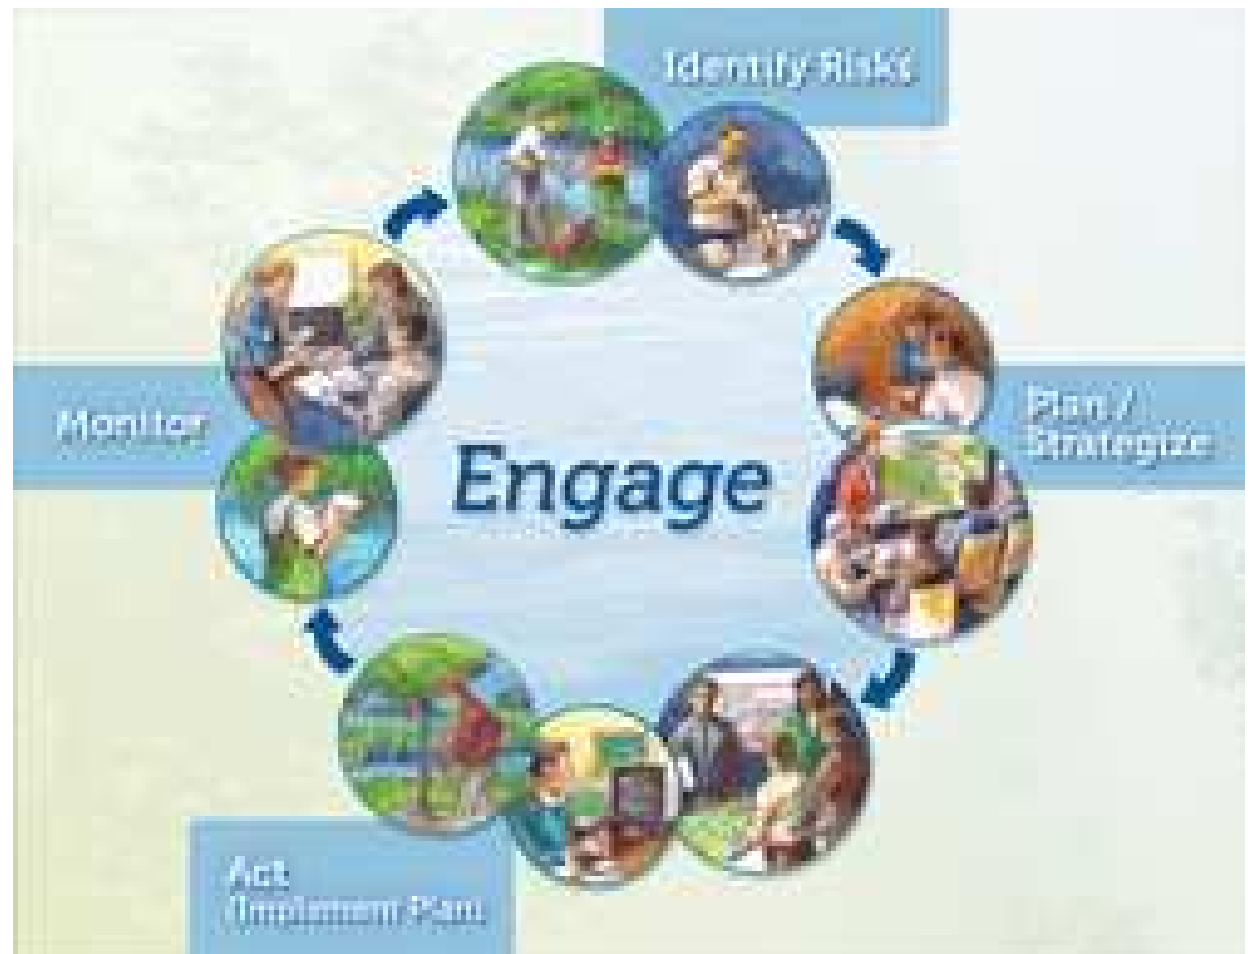 Identify Risks
Plan /
Strategize
Engage
Monitor
Act
(Implement Plan)